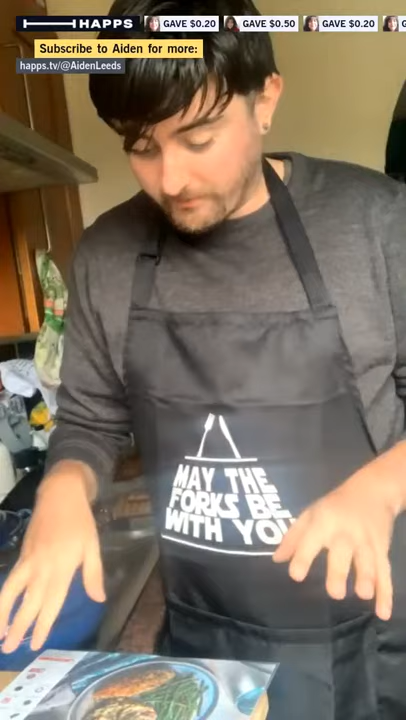 HAPPS GAVE $0.20 GAVE $0.50 GAVE $0.20 G
Subscribe to Aiden for more:
happs.tv/@AidenLeeds
MAY THE
FORKS BE
WITH YOU